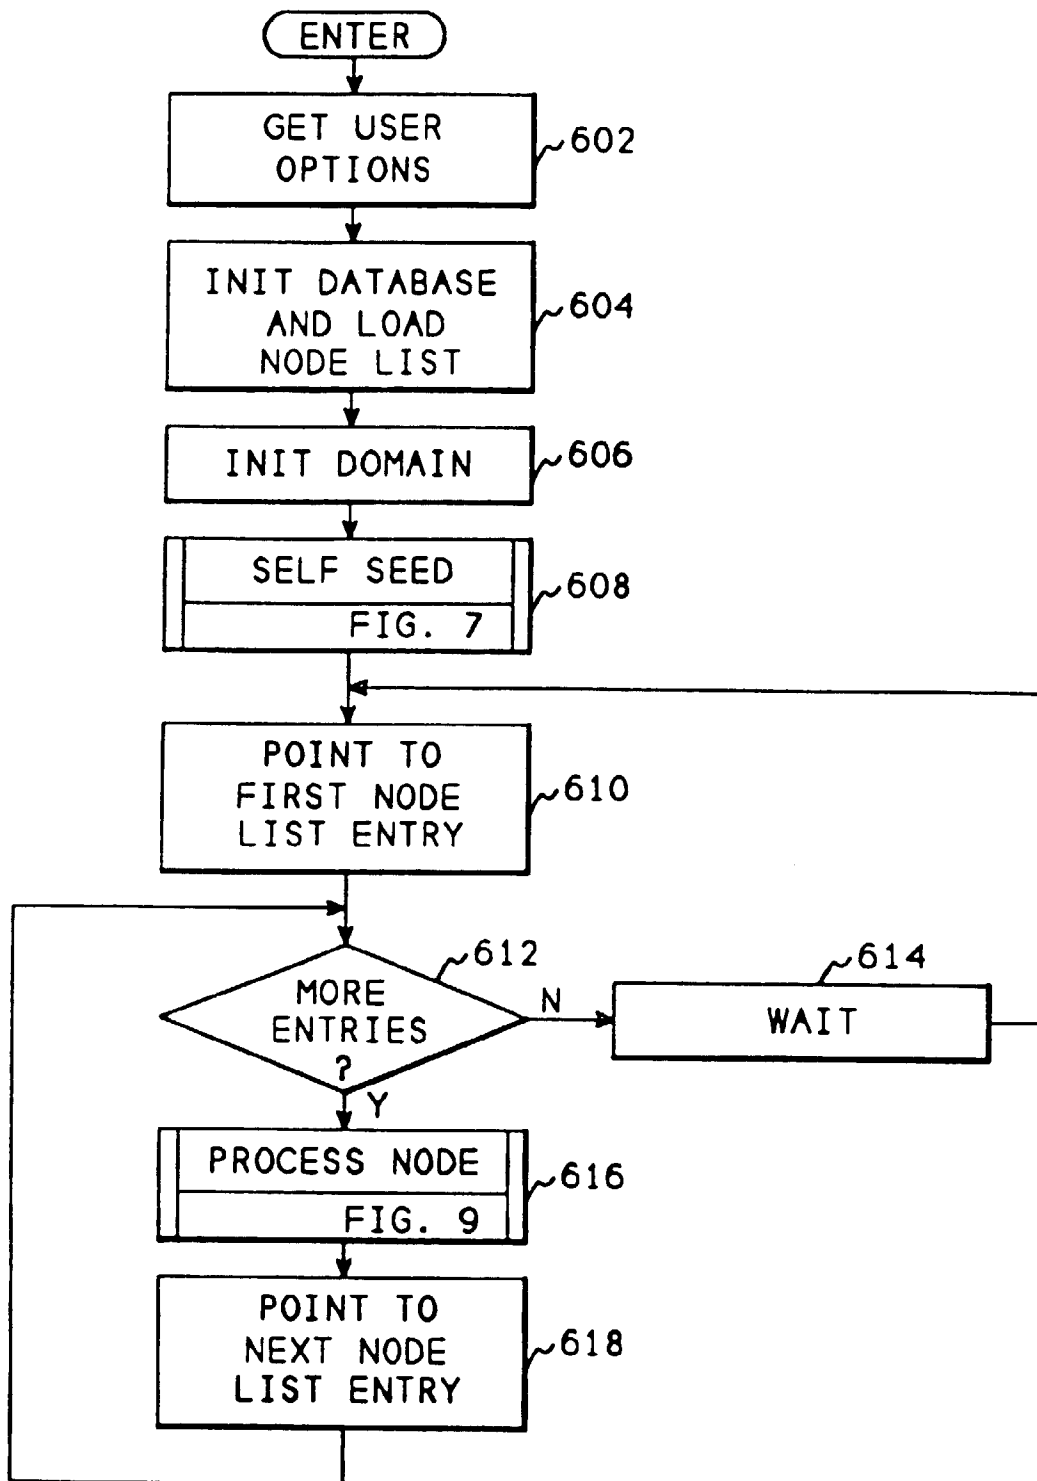 ENTER
GET USER
OPTIONS
602
INIT DATABASE
AND LOAD
NODE LIST
604
INIT DOMAIN
606
SELF SEED
FIG. 7
608
POINT TO
FIRST NODE
LIST ENTRY
610
MORE
ENTRIES
?
612
N
WAIT
614
Y
PROCESS NODE
FIG. 9
616
POINT TO
NEXT NODE
LIST ENTRY
618